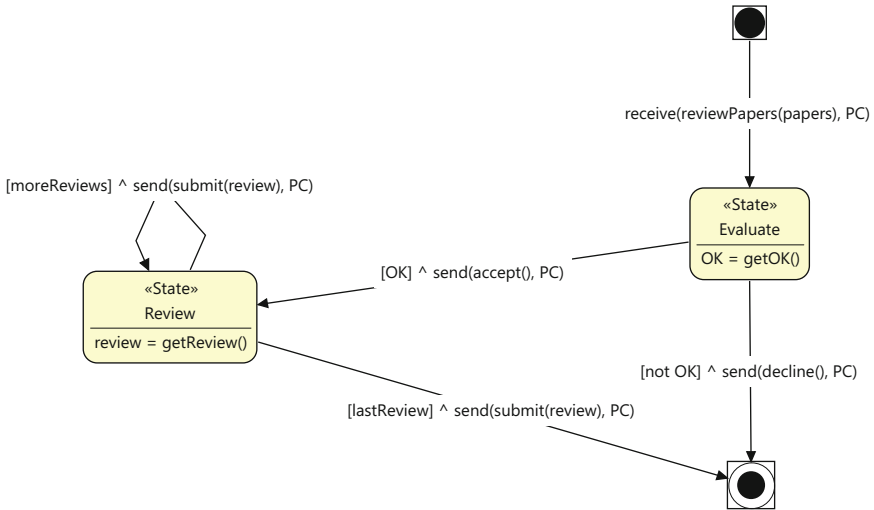 receive(reviewPapers(papers), PC)
[moreReviews] ^ send(submit(review), PC)
«State»
Evaluate
OK = getOK()
[OK] ^ send(accept(), PC)
«State»
Review
review = getReview()
[not OK] ^ send(decline(), PC)
[lastReview] ^ send(submit(review), PC)